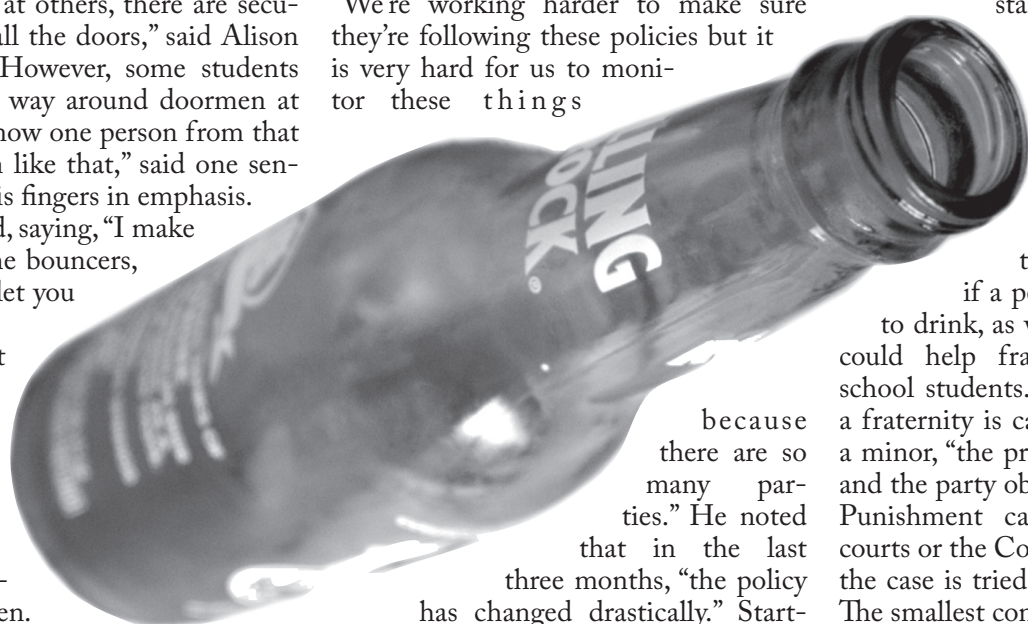 at others, there are secu-
all the doors,” said Alison
However, some students
way around doormen at
now one person from that
like that,” said one sen-
is fingers in emphasis.
saying, “I make
bouncers,
let you
t
en.
We’re working harder to make sure
they’re following these policies but it
is very hard for us to moni-
tor these things
LING
OCK®
because
there are so
many par-
ties.” He noted
that in the last
three months, “the policy
has changed drastically.” Start-
sta
t
if a p
to drink, as
could help fra
school students.
a fraternity is ca
a minor, “the pr
and the party ob
Punishment ca
courts or the Co
the case is tried
The smallest con